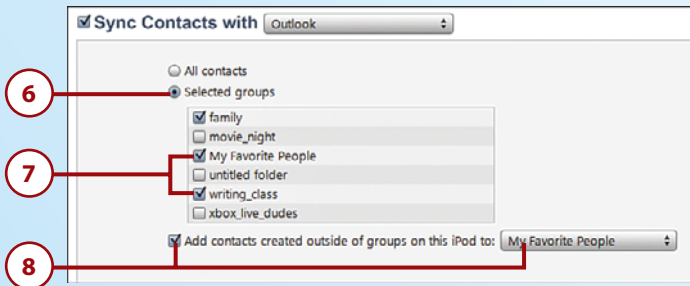 Sync Contacts with Outlook
All contacts
6 Selected groups
family
movie_night
7 My Favorite People
untitled folder
writing_class
xbox_live_dudes
8 Add contacts created outside of groups on this iPod to: My Favorite People